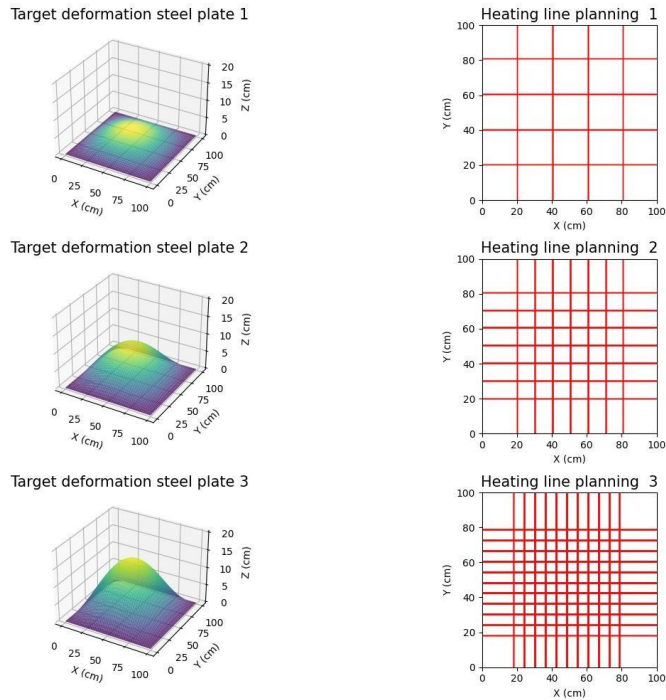 Target deformation steel plate 1
20
15
10
5
0
Z (cm)
0
25
50
75
100
X (cm)
0
25
50
75
100
Y (cm)
Heating line planning 1
100
80
60
40
20
0
Y (cm)
0 20 40 60 80 100
X (cm)
Target deformation steel plate 2
20
15
10
5
0
Z (cm)
0
25
50
75
100
X (cm)
0
25
50
75
100
Y (cm)
Heating line planning 2
100
80
60
40
20
0
Y (cm)
0 20 40 60 80 100
X (cm)
Target deformation steel plate 3
20
15
10
5
0
Z (cm)
0
25
50
75
100
X (cm)
0
25
50
75
100
Y (cm)
Heating line planning 3
100
80
60
40
20
0
Y (cm)
0 20 40 60 80 100
X (cm)